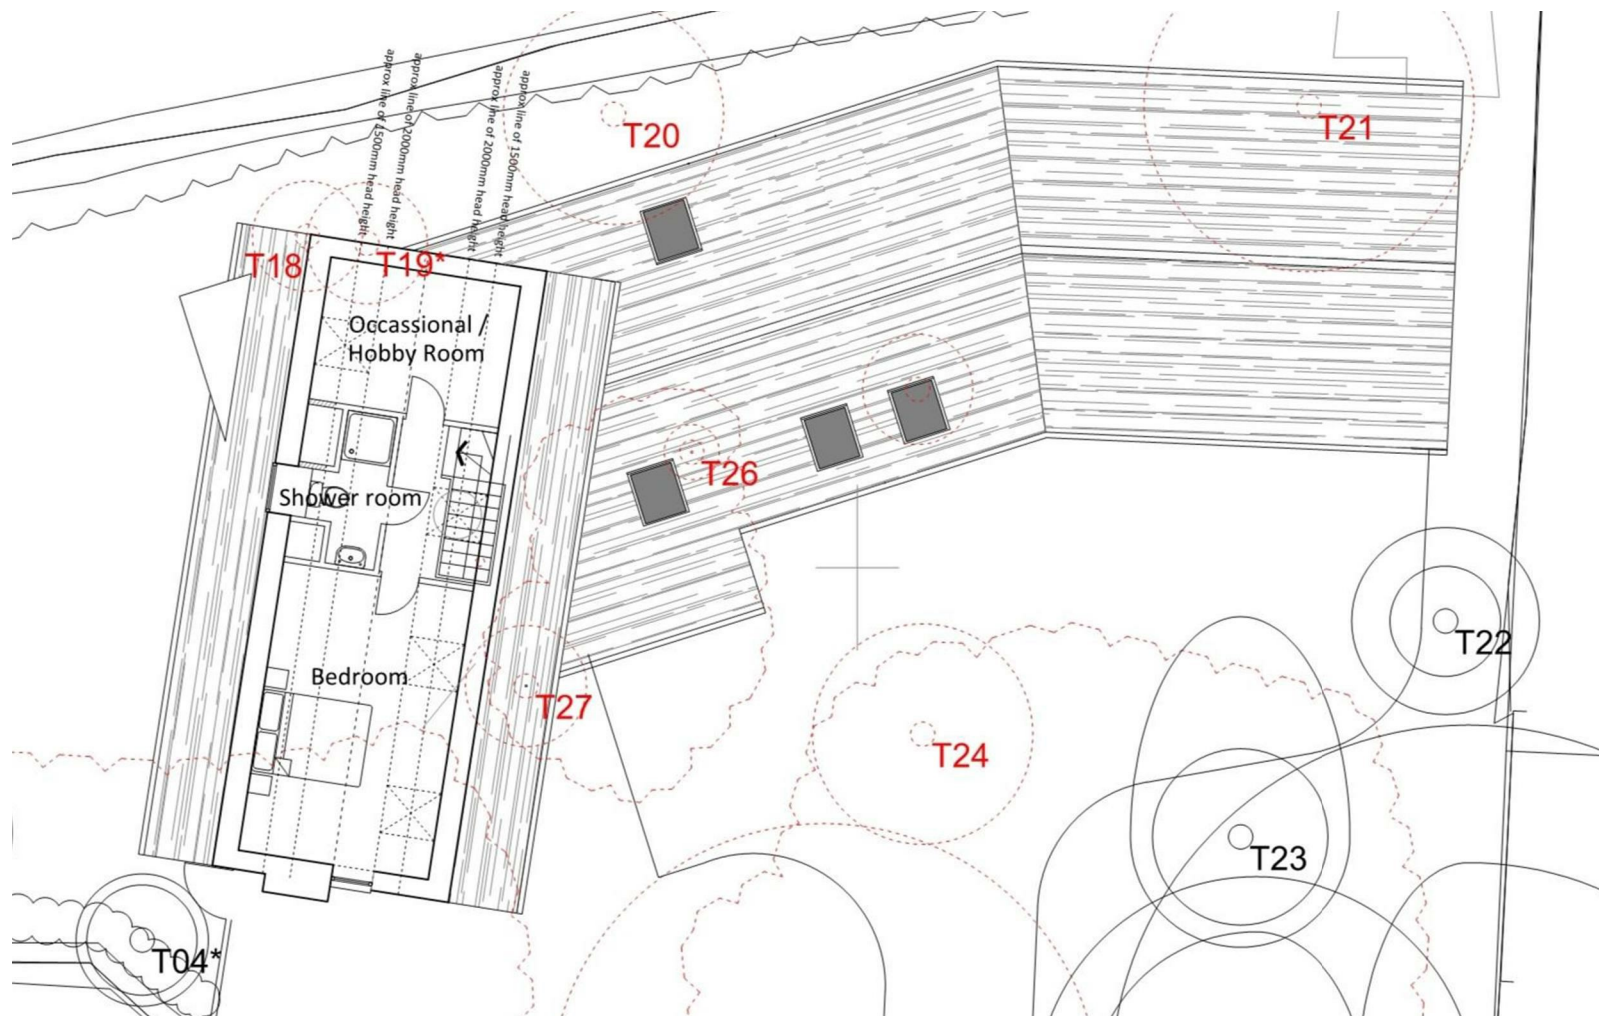 approx line of 1500mm head height
approx line of 2000mm head height
approx line of 2000mm head height
approx line of 1500mm head height
T20
T21
T18
T19*
Occassional /
Hobby Room
T26
Shower room
T22
Bedroom
T27
T24
T23
T04*